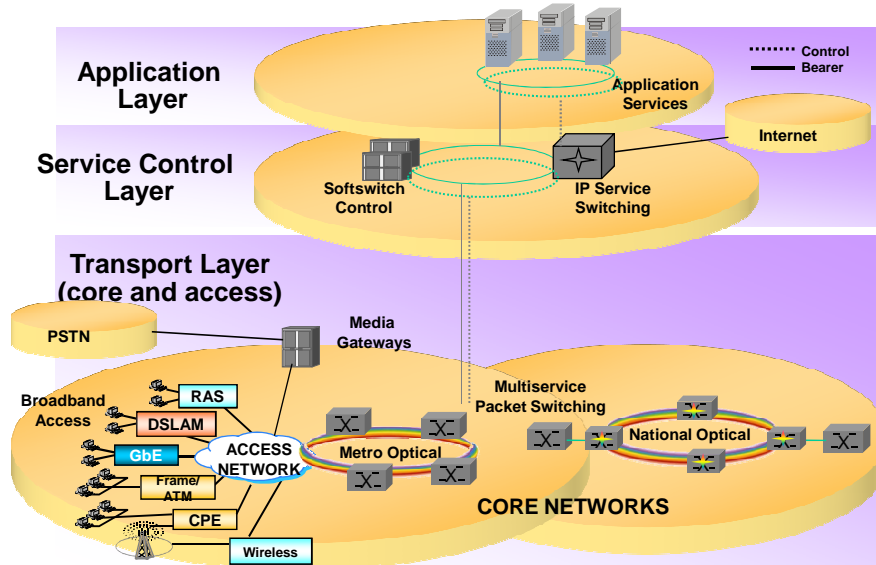 Application
Layer
Control
Bearer
Application
Services
Internet
Service Control
Layer
Softswitch
Control
IP Service
Switching
Transport Layer
(core and access)
PSTN
Media
Gateways
Broadband
Access
RAS
DSLAM
GbE
Frame/
ATM
CPE
Wireless
ACCESS
NETWORK
Metro Optical
Multiservice
Packet Switching
National Optical
CORE NETWORKS